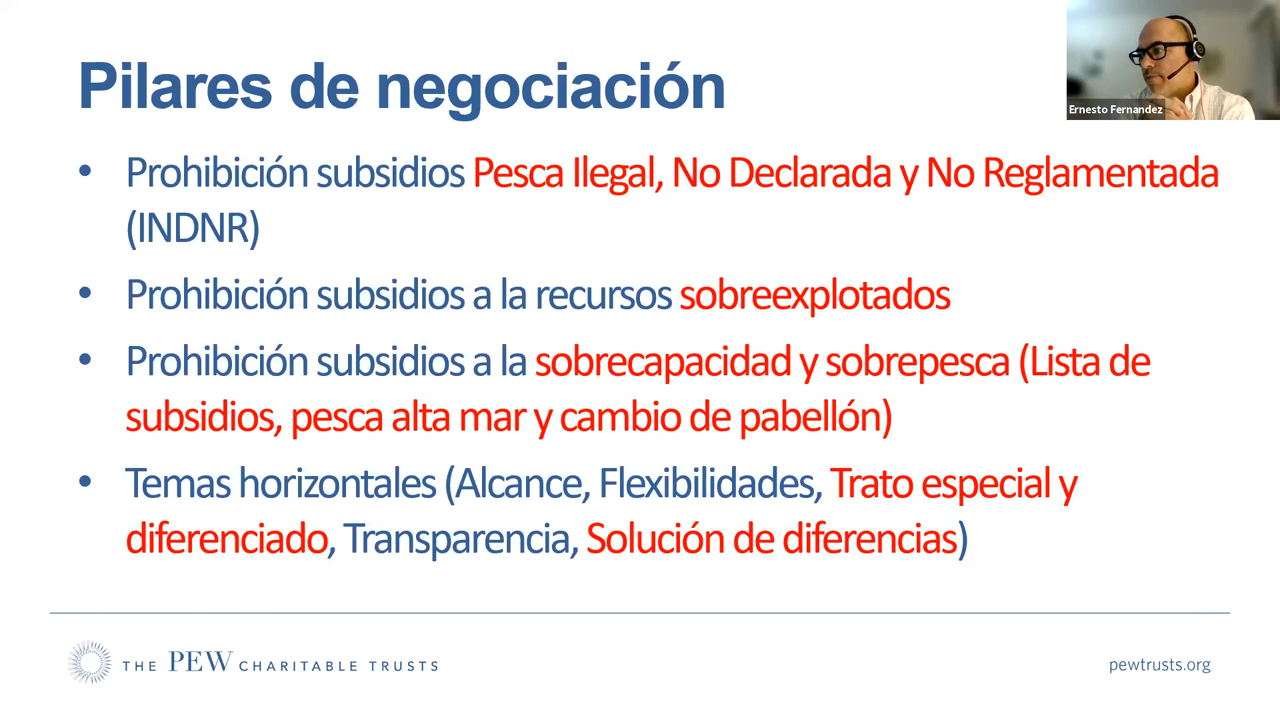 Pilares de negociación
Ernesto Fernandez
• Prohibición subsidios Pesca Ilegal, No Declarada y No Reglamentada
(INDNR)
• Prohibición subsidios a la recursos sobreexplotados
• Prohibición subsidios a la sobrecapacidad y sobrepesca (Lista de
subsidios, pesca alta mar y cambio de pabellón)
• Temas horizontales (Alcance, Flexibilidades, Trato especial y
diferenciado, Transparencia, Solución de diferencias)
THE PEW CHARITABLE TRUSTS
pewtrusts.org